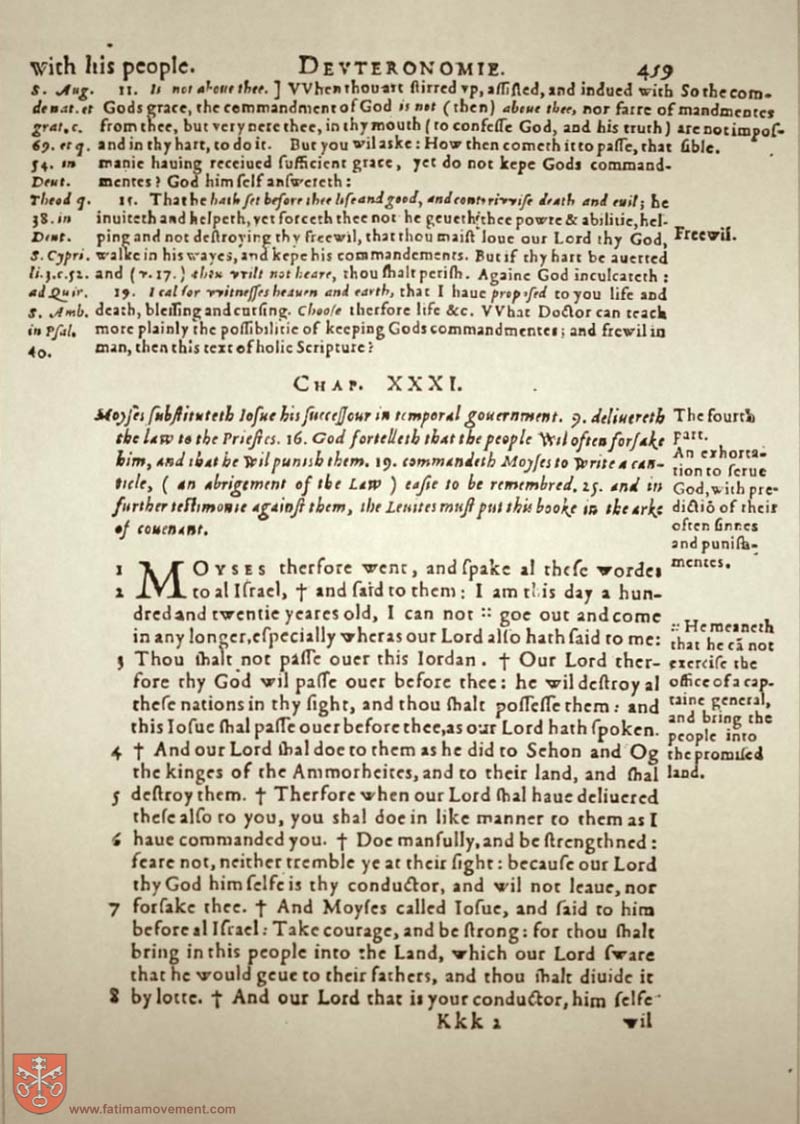 with his people.
DEVTERONOMIE.
459
S. Aug.
de nat. et
grat. c.
69. et q.
54. in
Deut.
Theod q.
38. in
Deut.
S. Cypri.
li. 3. c. 52.
ad Quir.
S. Amb.
in Pſal.
40.
11. Is not aboue thee. ] VVhen thou art ſtirred vp, aſſiſted, and indued with
Gods grace, the commandment of God is not (then) aboue thee, nor farre of
from thee, but very nere thee, in thy mouth (to confeſſe God, and his truth)
and in thy hart, to do it. But you wil aske: How then cometh it to paſſe, that
manie hauing receiued ſufficient grace, yet do not kepe Gods command-
mentes? God himſelf anſwereth:
15. That he hath ſet before thee life and good, and contrivviſe death and euil; he
inuiteth and helpeth, yet forceth thee not he geueth thee powre & abilitie, hel-
ping and not deſtroying thy freewil, that thou maiſt loue our Lord thy God,
walke in his wayes, and kepe his commandements. But if thy hart be auerted
and (v. 17.) thou vvilt not heare, thou ſhalt periſh. Againe God inculcateth:
19. I cal for vvitneſſes heauen and earth, that I haue propoſed to you life and
death, bleſſing and curſing. Chooſe therfore life &c. VVhat Doctor can teach
more plainly the poſſibilitie of keeping Gods commandmentes; and frewil in
man, then this text of holie Scripture?
So the com-
mandmentes
are not impoſ-
ſible.
Freewil.
CHAP. XXXI.
Moyſes ſubſtituteth Ioſue his ſucceſſour in temporal gouernment. 9. deliuereth
the law to the Prieſtes. 16. God fortelleth that the people wil often forſake
him, and that he wil punish them. 19. commandeth Moyſes to write a can-
ticle, ( an abrigement of the Law ) eaſie to be remembred. 25. and in
further teſtimonie againſt them, the Leuites muſt put this booke in the arke
of couenant.
The fourth
part.
An exhorta-
tion to ſerue
God, with pre-
dictiō of their
often ſinnes
and puniſh-
mentes.
1 MOYSES therfore went, and ſpake al theſe wordes
2 to al Iſrael, † and ſaid to them: I am this day a hun-
dred and twentie yeares old, I can not :: goe out and come
in any longer, eſpecially wheras our Lord alſo hath ſaid to me:
3 Thou ſhalt not paſſe ouer this Iordan. † Our Lord ther-
fore thy God wil paſſe ouer before thee: he wil deſtroy al
theſe nations in thy ſight, and thou ſhalt poſſeſſe them: and
this Ioſue ſhal paſſe ouer before thee, as our Lord hath ſpoken.
4 † And our Lord ſhal doe to them as he did to Sehon and Og
the kinges of the Ammorheites, and to their land, and ſhal
5 deſtroy them. † Therfore when our Lord ſhal haue deliuered
theſe alſo to you, you shal doe in like manner to them as I
6 haue commanded you. † Doe manfully, and be ſtrengthned:
feare not, neither tremble ye at their ſight: becauſe our Lord
thy God him ſelfe is thy conductor, and wil not leaue, nor
7 forſake thee. † And Moyſes called Ioſue, and ſaid to him
before al Iſrael: Take courage, and be ſtrong: for thou ſhalt
bring in this people into the Land, which our Lord ſware
that he would geue to their fathers, and thou ſhalt diuide it
8 by lotte. † And our Lord that is your conductor, him ſelfe
:: He meaneth
that he cā not
exerciſe the
office of a cap-
taine general,
and bring the
people into
the promiſed
land.
Kkk 2
wil
www.fatimamovement.com